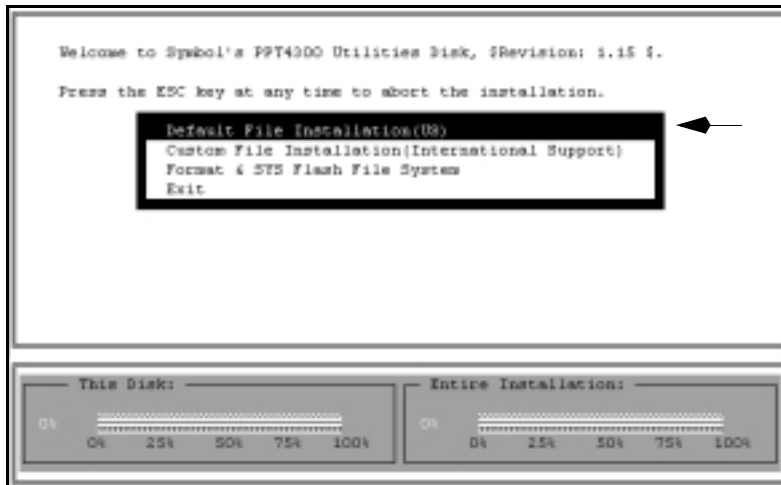 Welcome to Symbol's PPT4300 Utilities Disk, $Revision: 1.15 $.
Press the ESC key at any time to abort the installation.
Default File Installation(US)
Custom File Installation(International Support)
Format & SYS Flash File System
Exit
This Disk: Entire Installation:
0% 0%
0% 25% 50% 75% 100% 0% 25% 50% 75% 100%